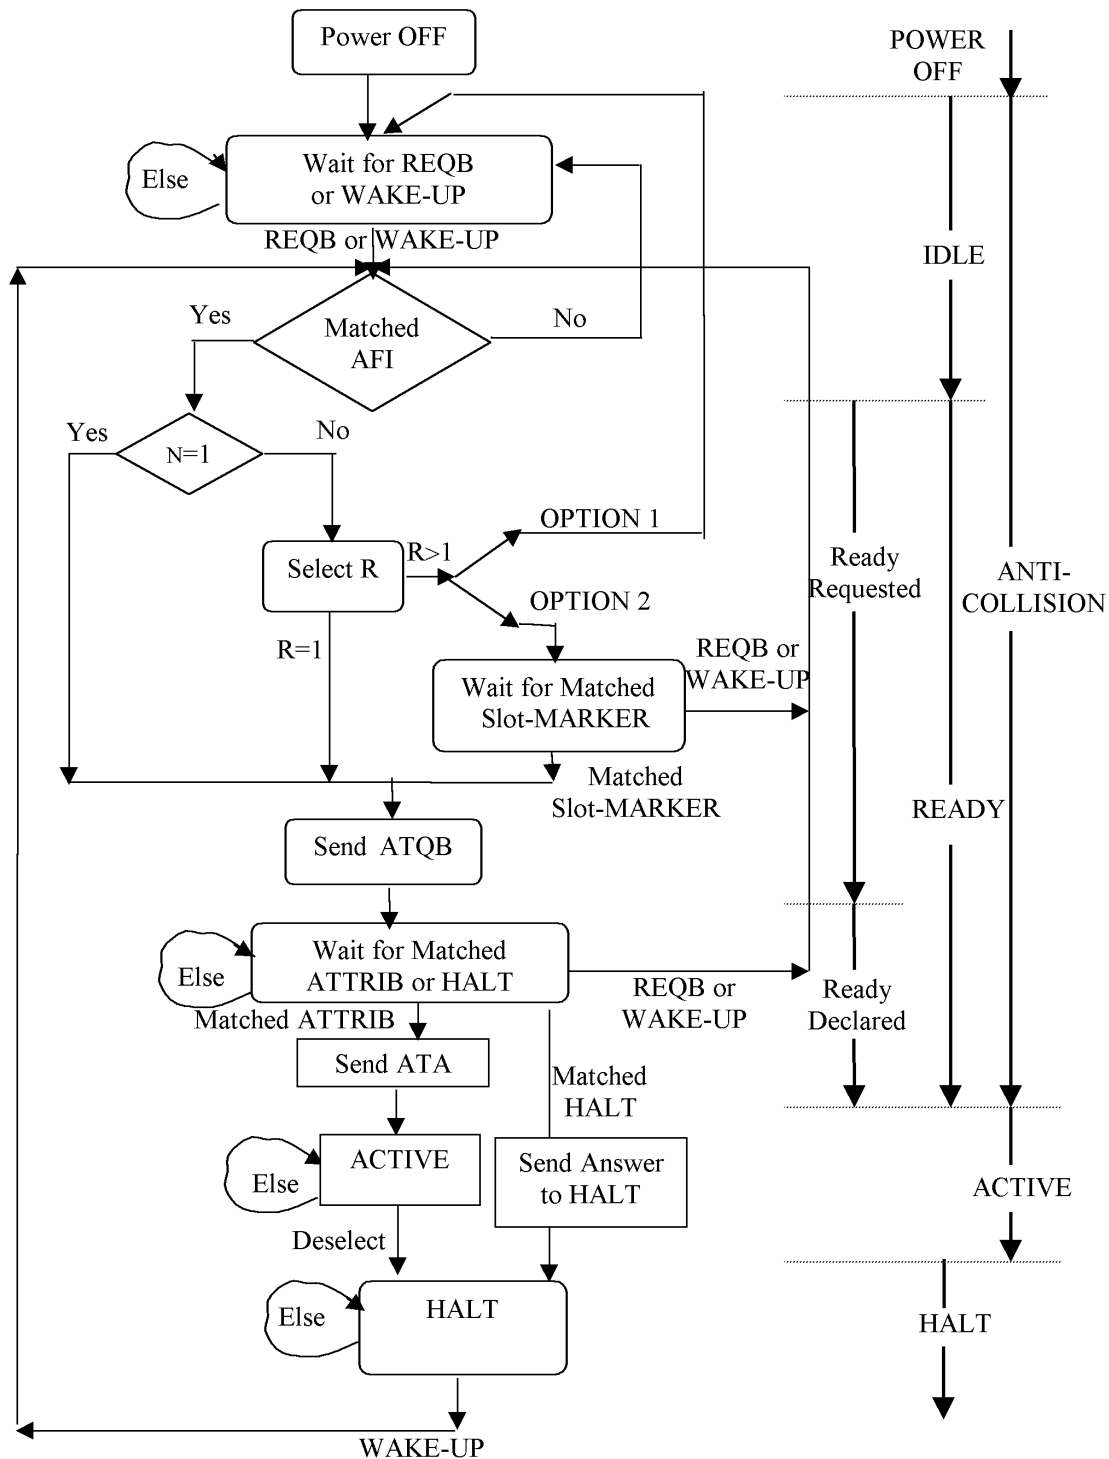 Power OFF
POWER
OFF
Wait for REQB
or WAKE-UP
Else
REQB or WAKE-UP
IDLE
Yes
Matched
AFI
No
Yes
N=1
No
OPTION 1
R>1
Select R
OPTION 2
Ready
Requested
ANTI-
COLLISION
R=1
REQB or
WAKE-UP
Wait for Matched
Slot-MARKER
Matched
Slot-MARKER
READY
Send ATQB
Wait for Matched
ATTRIB or HALT
Else
REQB or
WAKE-UP
Ready
Declared
Matched ATTRIB
Send ATA
Matched
HALT
ACTIVE
Else
Send Answer
to HALT
ACTIVE
Deselect
HALT
Else
HALT
WAKE-UP